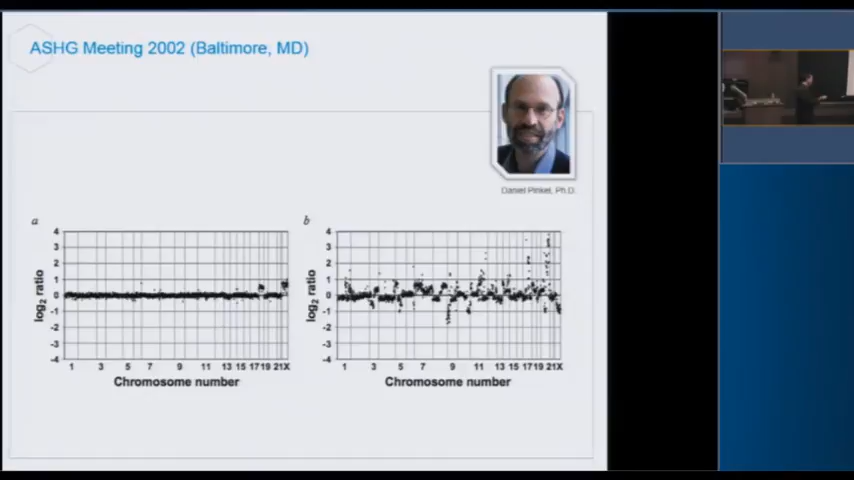 ASHG Meeting 2002 (Baltimore, MD)
Daniel Pinkel, Ph.D.
a
4
3
2
1
0
-1
-2
-3
-4
log2 ratio
1 3 5 7 9 11 13 15 17 19 21X
Chromosome number
b
4
3
2
1
0
-1
-2
-3
-4
log2 ratio
1 3 5 7 9 11 13 15 17 19 21X
Chromosome number